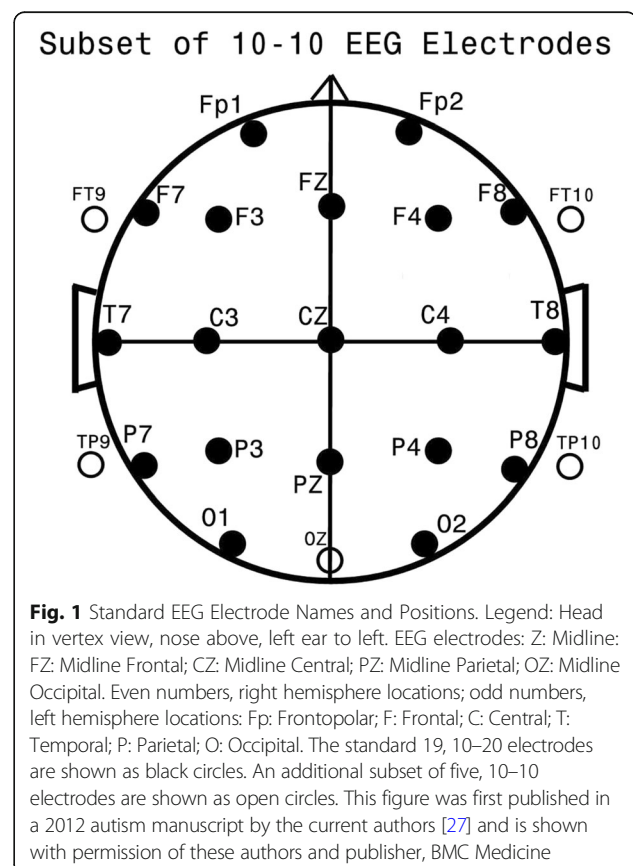 Subset of 10-10 EEG Electrodes
Fp1 Fp2
FT9 F7 F3 FZ F4 F8 FT10
T7 C3 CZ C4 T8
TP9 P7 P3 PZ P4 P8 TP10
O1 OZ O2
Fig. 1 Standard EEG Electrode Names and Positions. Legend: Head
in vertex view, nose above, left ear to left. EEG electrodes: Z: Midline:
FZ: Midline Frontal; CZ: Midline Central; PZ: Midline Parietal; OZ: Midline
Occipital. Even numbers, right hemisphere locations; odd numbers,
left hemisphere locations: Fp: Frontopolar; F: Frontal; C: Central; T:
Temporal; P: Parietal; O: Occipital. The standard 19, 10–20 electrodes
are shown as black circles. An additional subset of five, 10–10
electrodes are shown as open circles. This figure was first published in
a 2012 autism manuscript by the current authors [27] and is shown
with permission of these authors and publisher, BMC Medicine